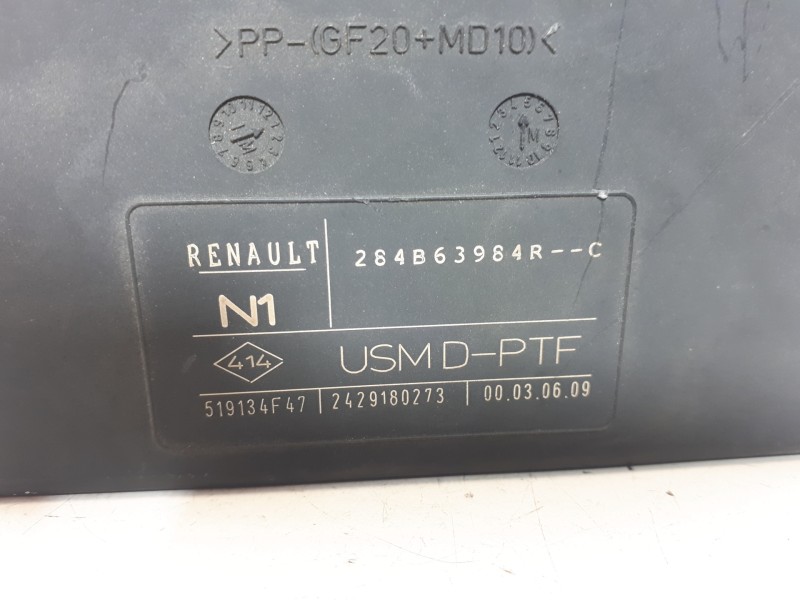 >PP-(GF20+MD10)<
RENAULT 284B63984R--C
N1
414 USM D-PTF
519134F47 2429180273 00.03.06.09